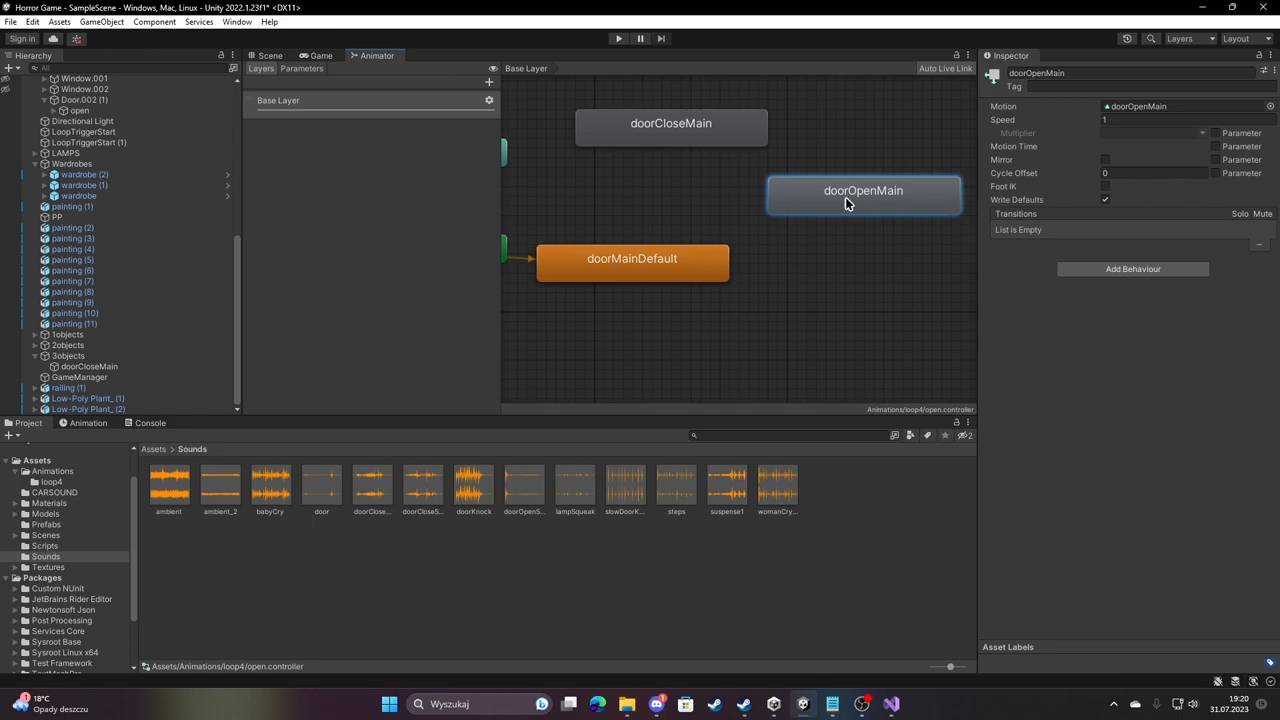 Horror Game - SampleScene - Windows, Mac, Linux - Unity 2022.1.23f1* <DX11>
File Edit Assets GameObject Component Services Window Help
Sign in
Layers Layout
Hierarchy
All
Window.001
Window.002
Door.002 (1)
open
Directional Light
LoopTriggerStart
LoopTriggerStart (1)
LAMPS
Wardrobes
wardrobe (2)
wardrobe (1)
wardrobe
painting (1)
PP
painting (2)
painting (3)
painting (4)
painting (5)
painting (6)
painting (7)
painting (8)
painting (9)
painting (10)
painting (11)
1objects
2objects
3objects
doorCloseMain
GameManager
railing (1)
Low-Poly Plant_ (1)
Low-Poly Plant_ (2)
Scene Game Animator
Layers Parameters
Base Layer
Base Layer
Auto Live Link
doorCloseMain
doorOpenMain
doorMainDefault
Animations/loop4/open.controller
Inspector
doorOpenMain
Tag
Motion doorOpenMain
Speed 1
Multiplier Parameter
Motion Time Parameter
Mirror Parameter
Cycle Offset 0 Parameter
Foot IK
Write Defaults
Transitions Solo Mute
List is Empty
Add Behaviour
Asset Labels
Project Animation Console
2
Assets
Animations
loop4
CARSOUND
Materials
Models
Prefabs
Scenes
Scripts
Sounds
Textures
Packages
Custom NUnit
JetBrains Rider Editor
Newtonsoft Json
Post Processing
Services Core
Sysroot Base
Sysroot Linux x64
Test Framework
Assets > Sounds
ambient ambient_2 babyCry door doorClose... doorCloseS... doorKnock doorOpenS... lampSqueak slowDoorK... steps suspense1 womanCry...
Assets/Animations/loop4/open.controller
18°C
Opady deszczu
Wyszukaj
1
19:20
31.07.2023